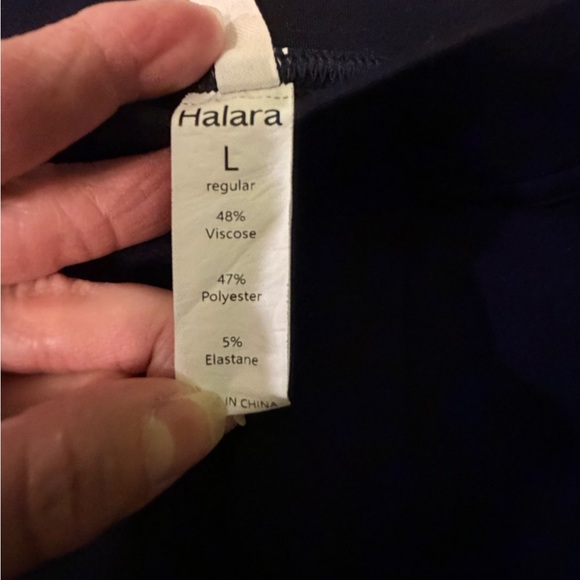 Halara
L
regular
48%
Viscose
47%
Polyester
5%
Elastane
IN CHINA